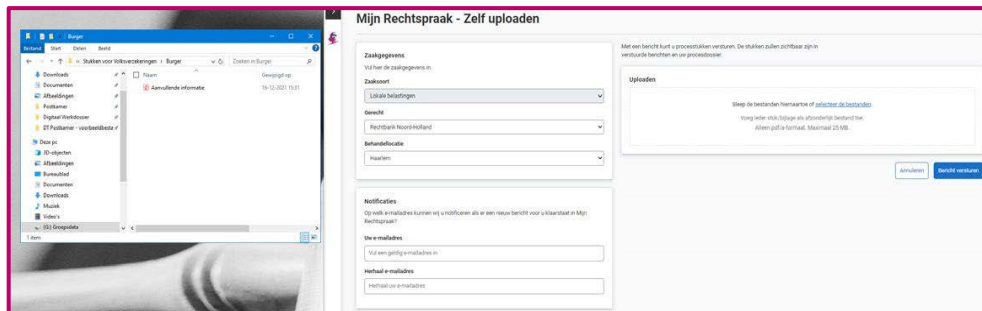 Burger
Bestand Start Delen Beeld
« Stukken voor Volksverzekeringen > Burger
Zoeken in Burger
Downloads
Documenten
Afbeeldingen
Postkamer
Digitaal Werkdossier
DT Postkamer - voorbeeldbesta
Deze pc
3D-objecten
Afbeeldingen
Bureaublad
Documenten
Downloads
Muziek
Video's
(G:) Groepsdata
1 item
Naam Gewijzigd op
Aanvullende informatie 16-12-2021 15:31
Mijn Rechtspraak - Zelf uploaden
Zaakgegevens
Vul hier de zaakgegevens in.
Zaaksoort
Lokale belastingen
Gerecht
Rechtbank Noord-Holland
Behandellocatie
Haarlem
Notificaties
Op welk e-mailadres kunnen wij u notificeren als er een nieuw bericht voor u klaarstaat in Mijn
Rechtspraak?
Uw e-mailadres
Vul een geldig e-mailadres in
Herhaal e-mailadres
Herhaal uw e-mailadres
Met een bericht kunt u processtukken versturen. De stukken zullen zichtbaar zijn in
verstuurde berichten en uw procesdossier.
Uploaden
Sleep de bestanden hiernaartoe of selecteer de bestanden
Voeg ieder stuk/bijlage als afzonderlijk bestand toe.
Alleen pdf/a-formaat. Maximaal 25 MB.
Annuleren Bericht versturen